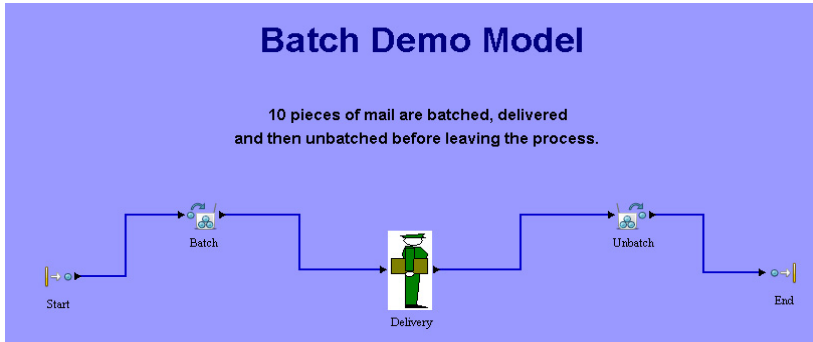 Batch Demo Model
10 pieces of mail are batched, delivered
and then unbatched before leaving the process.
Batch
Unbatch
Start
End
Delivery